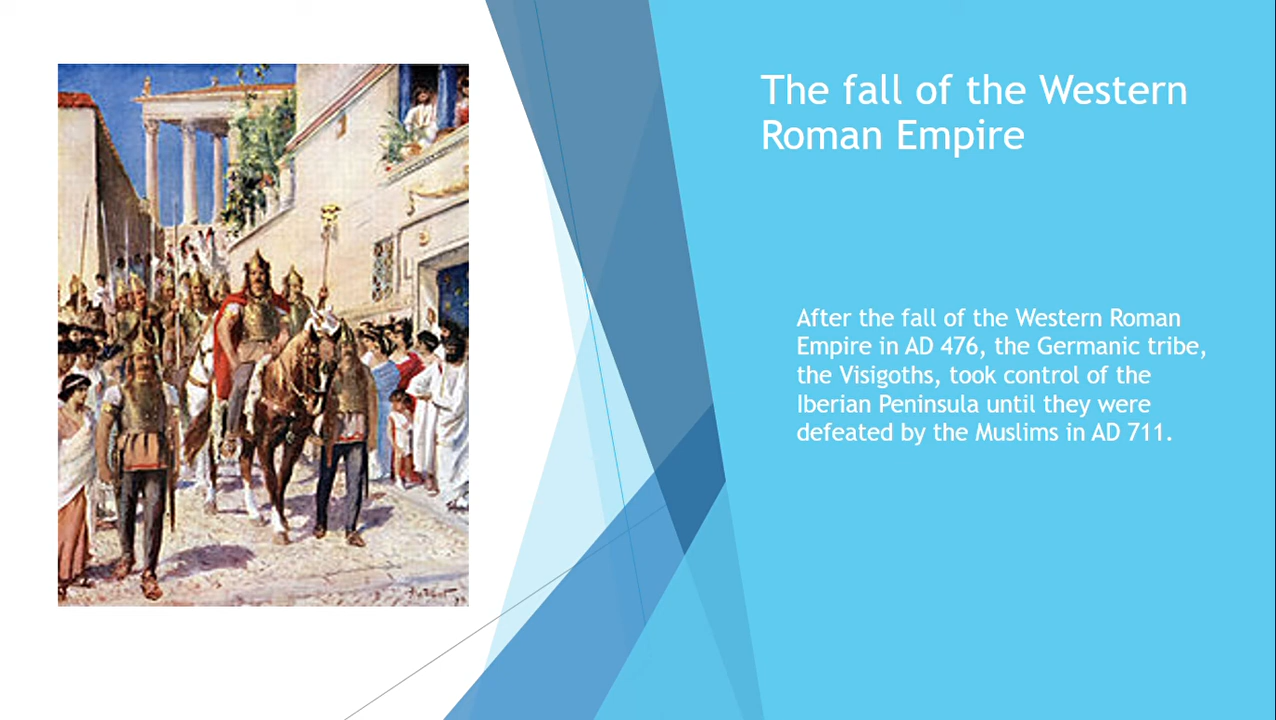 The fall of the Western
Roman Empire
After the fall of the Western Roman
Empire in AD 476, the Germanic tribe,
the Visigoths, took control of the
Iberian Peninsula until they were
defeated by the Muslims in AD 711.